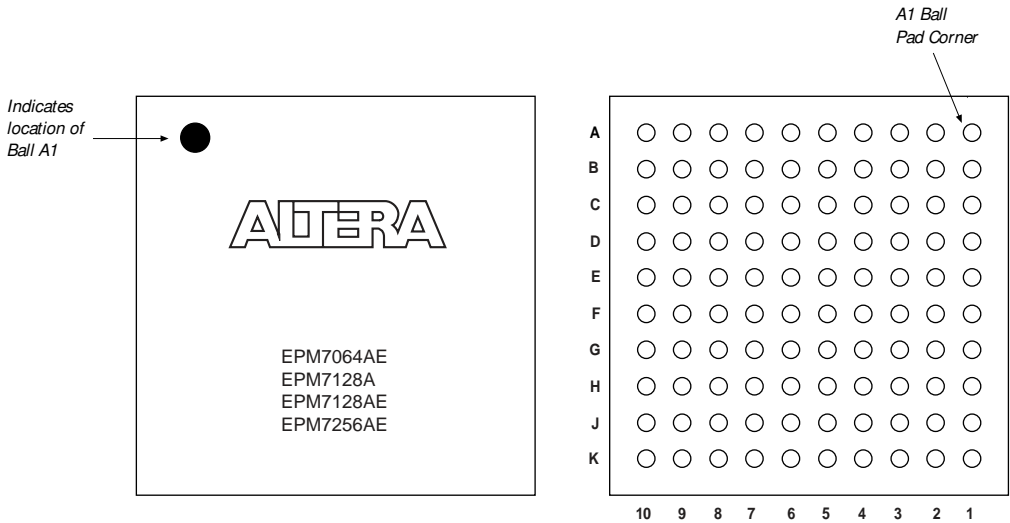 A1 Ball
Pad Corner
Indicates
location of
Ball A1
ALTERA
EPM7064AE
EPM7128A
EPM7128AE
EPM7256AE
A
B
C
D
E
F
G
H
J
K
10 9 8 7 6 5 4 3 2 1